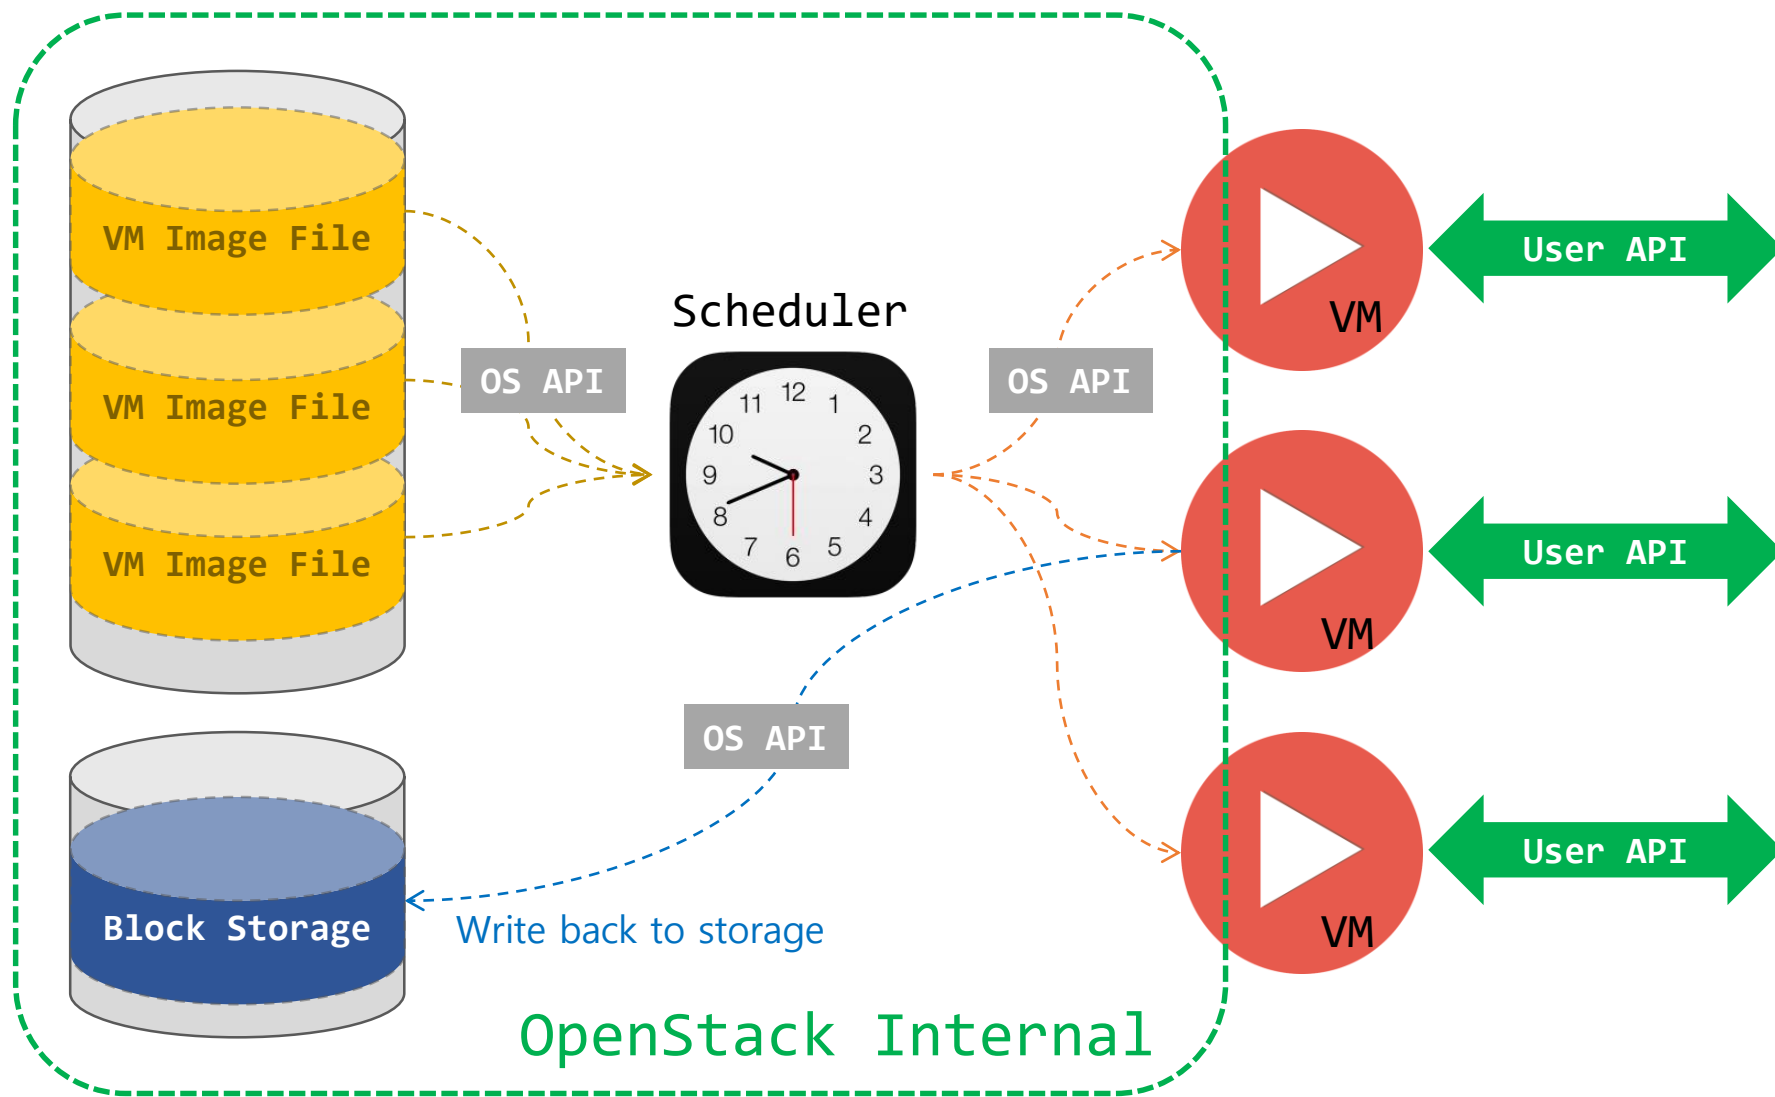 VM Image File
VM Image File
VM Image File
OS API
Scheduler
12
11
1
10
2
9
3
8
4
7
5
6
OS API
VM
User API
VM
User API
VM
User API
OS API
Block Storage
Write back to storage
OpenStack Internal